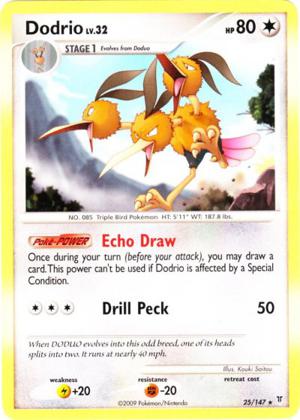 Dodrio LV.32
HP 80
STAGE 1 Evolves from Doduo
NO. 085 Triple Bird Pokémon HT: 5'11" WT: 187.8 lbs.
Poké-POWER Echo Draw
Once during your turn (before your attack), you may draw a
card. This power can't be used if Dodrio is affected by a Special
Condition.
Drill Peck 50
When DODUO evolves into this odd breed, one of its heads
splits into two. It runs at nearly 40 mph.
Illus. Kouki Saitou
weakness resistance retreat cost
+20 -20
©2009 Pokémon/Nintendo 25/147